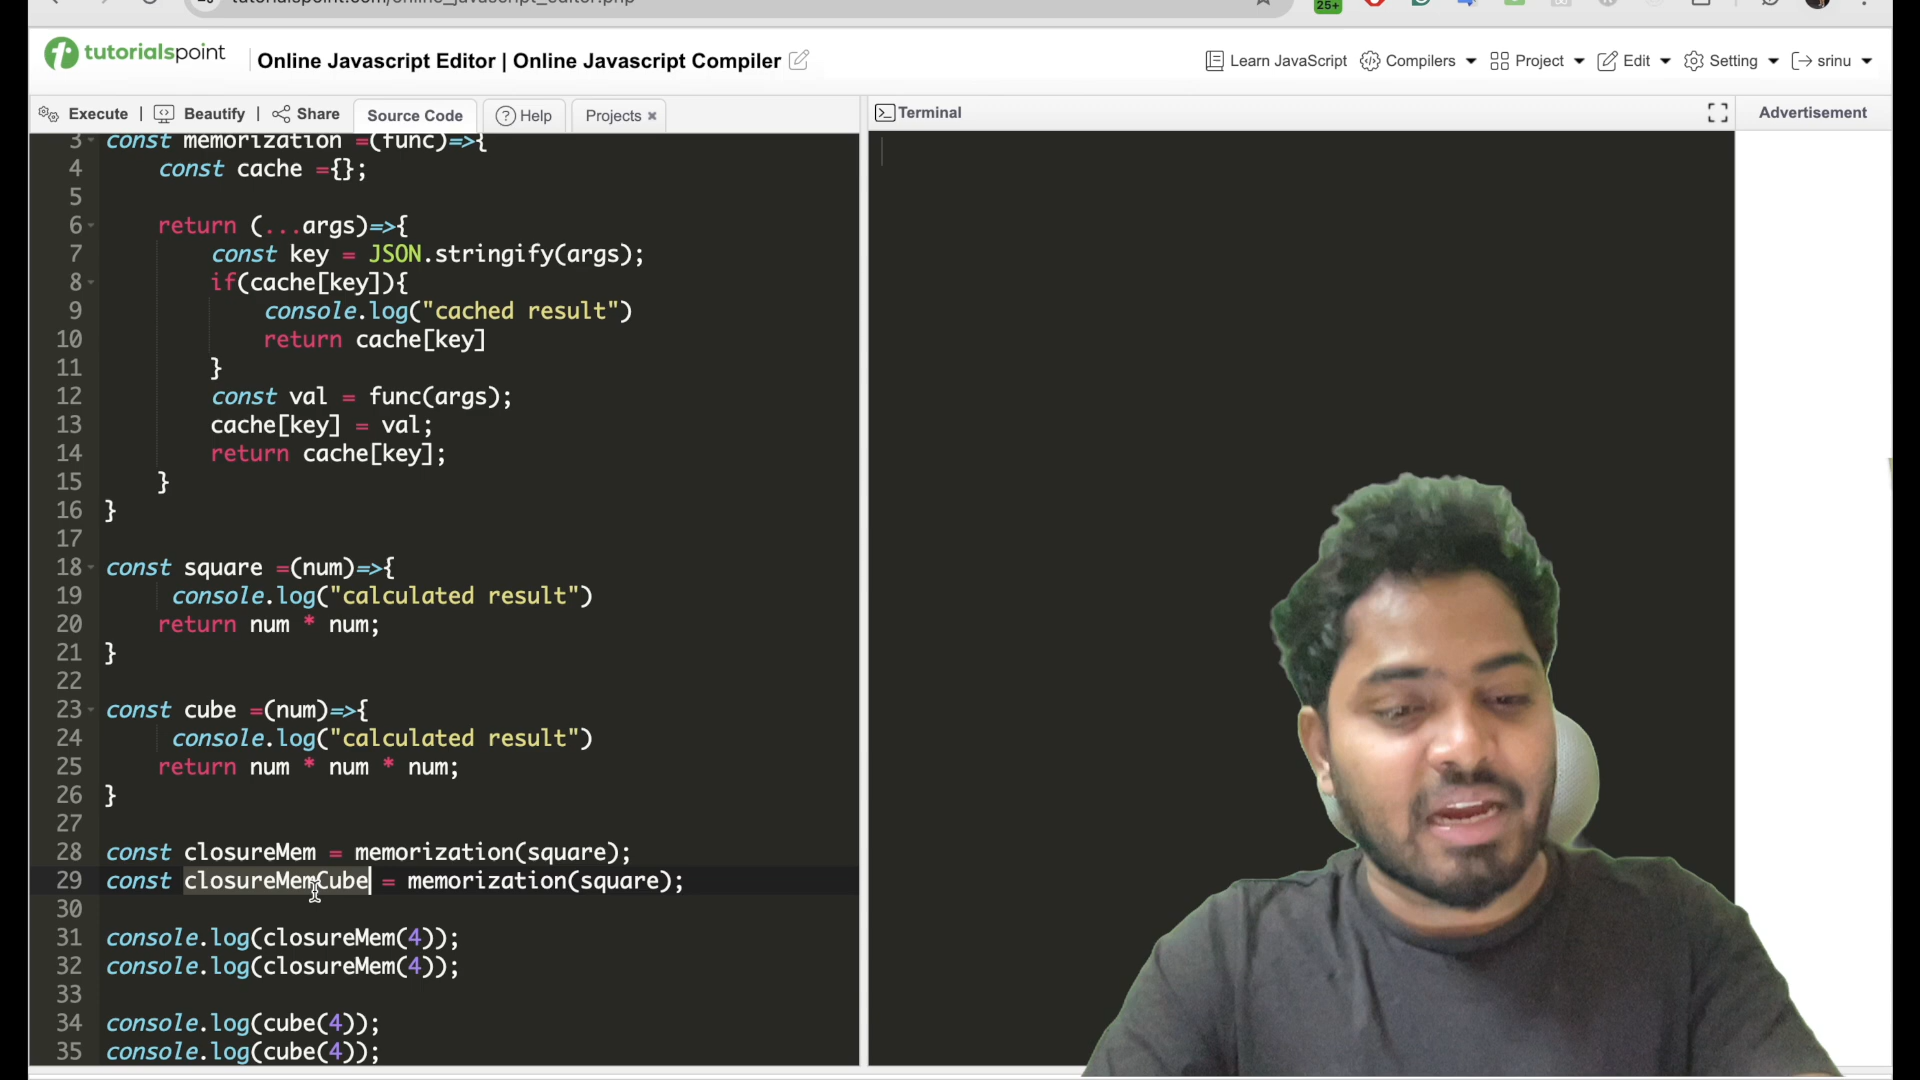 tutorialspoint.com/online_javascript_editor.php
25+
tutorialspoint
Online Javascript Editor | Online Javascript Compiler
Learn JavaScript
Compilers
Project
Edit
Setting
srinu
Execute | Beautify | Share
Source Code
Help
Projects ×
Terminal
Advertisement
3 const memorization =(func)=>{
4 const cache ={};
5
6 return (...args)=>{
7 const key = JSON.stringify(args);
8 if(cache[key]){
9 console.log("cached result")
10 return cache[key]
11 }
12 const val = func(args);
13 cache[key] = val;
14 return cache[key];
15 }
16 }
17
18 const square =(num)=>{
19 console.log("calculated result")
20 return num * num;
21 }
22
23 const cube =(num)=>{
24 console.log("calculated result")
25 return num * num * num;
26 }
27
28 const closureMem = memorization(square);
29 const closureMemCube = memorization(square);
30
31 console.log(closureMem(4));
32 console.log(closureMem(4));
33
34 console.log(cube(4));
35 console.log(cube(4));